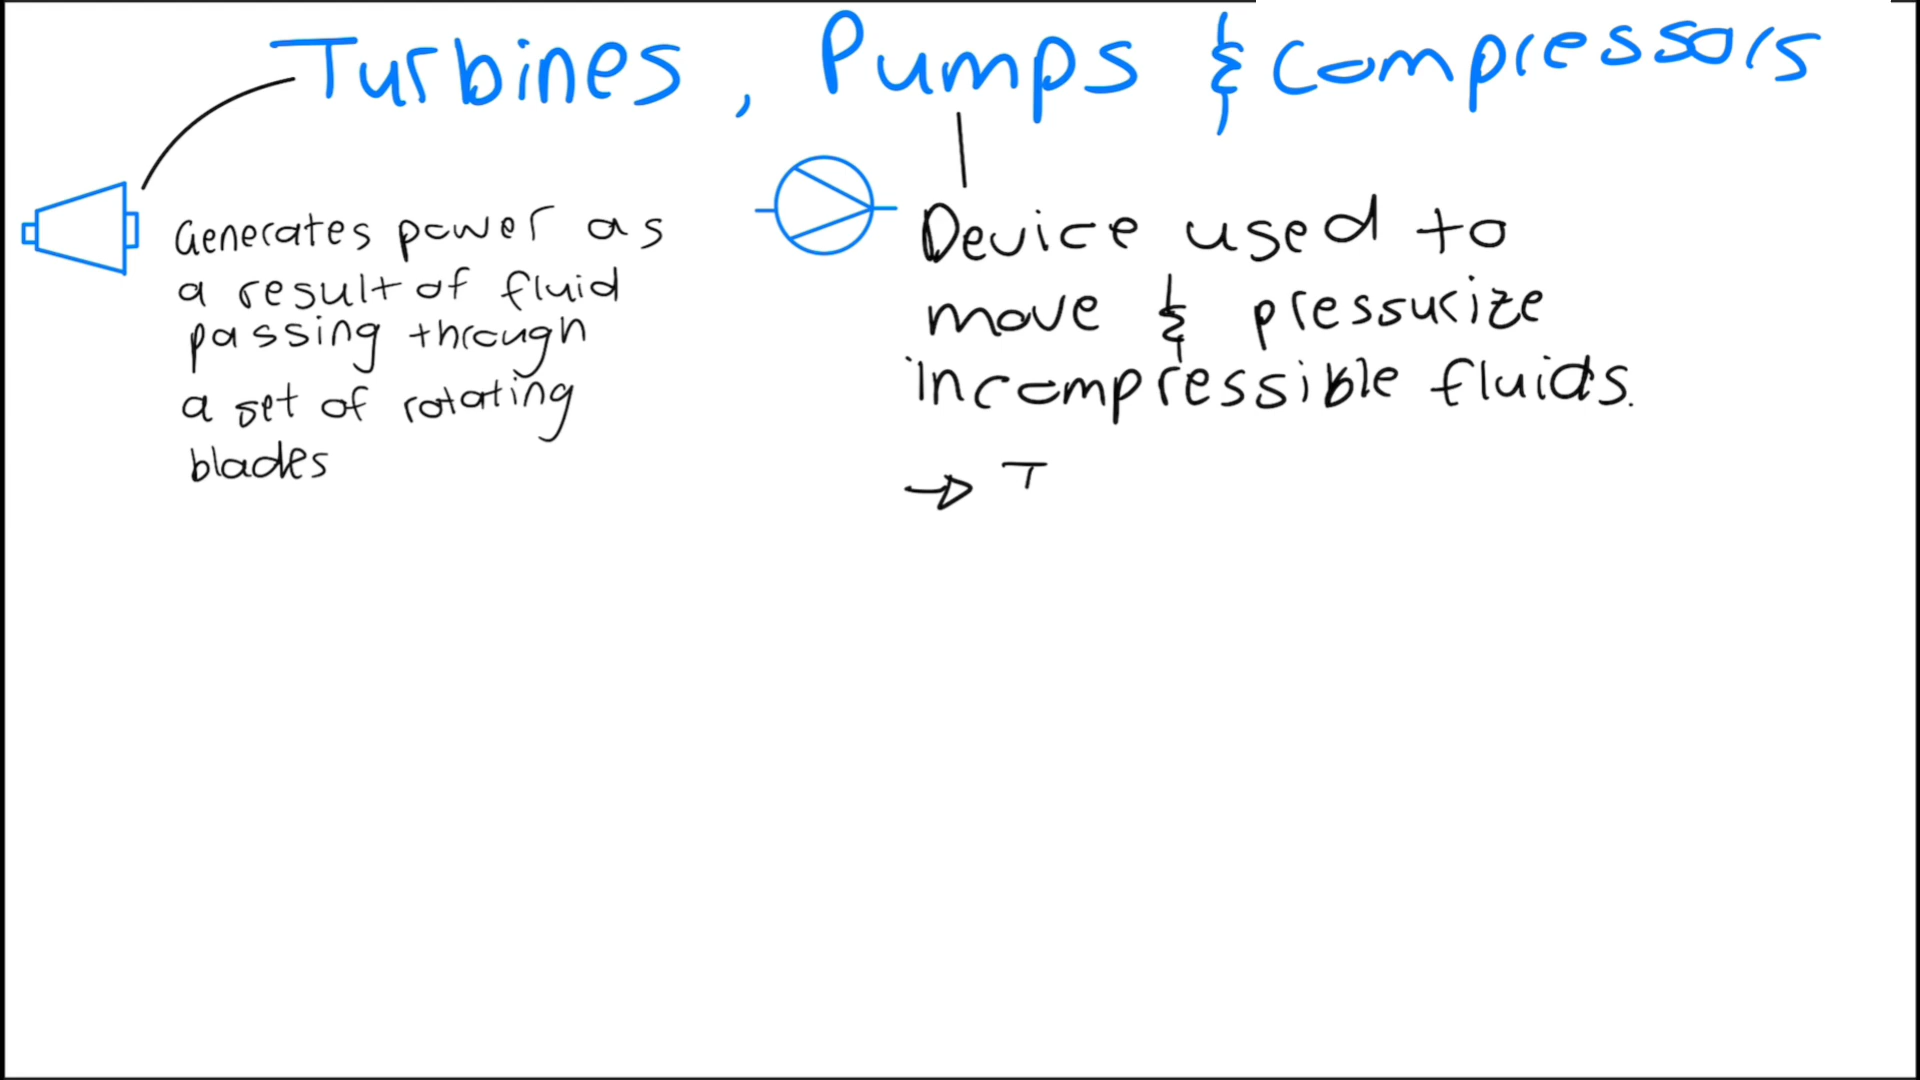 Turbines, Pumps & compressors
Generates power as
a result of fluid
passing through
a set of rotating
blades
Device used to
move & pressurize
incompressible fluids.
→ T